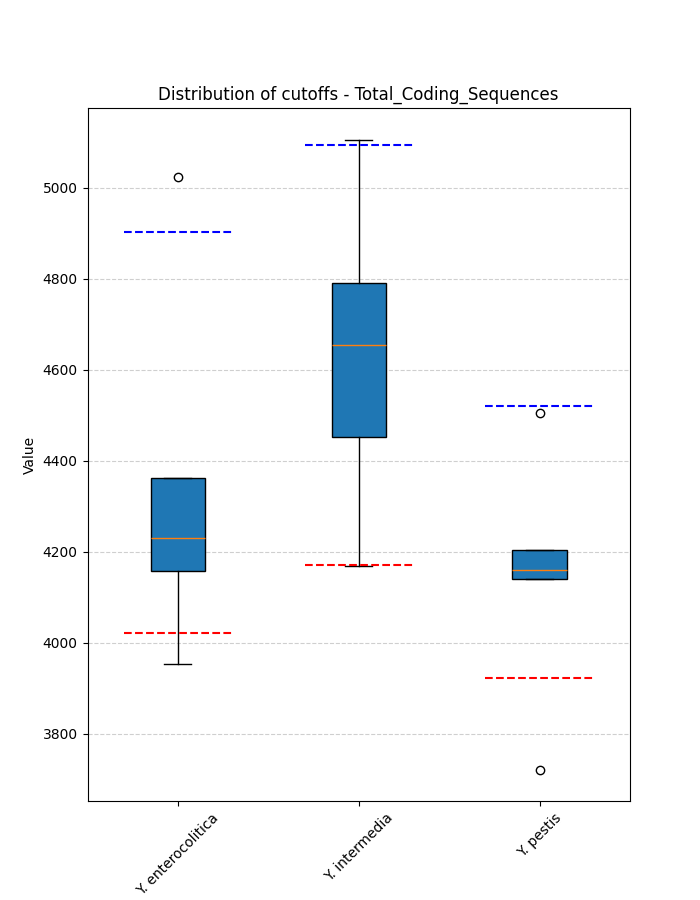 Distribution of cutoffs - Total_Coding_Sequences
5000
4800
4600
4400
4200
4000
3800
Value
Y. enterocolitica
Y. intermedia
Y. pestis